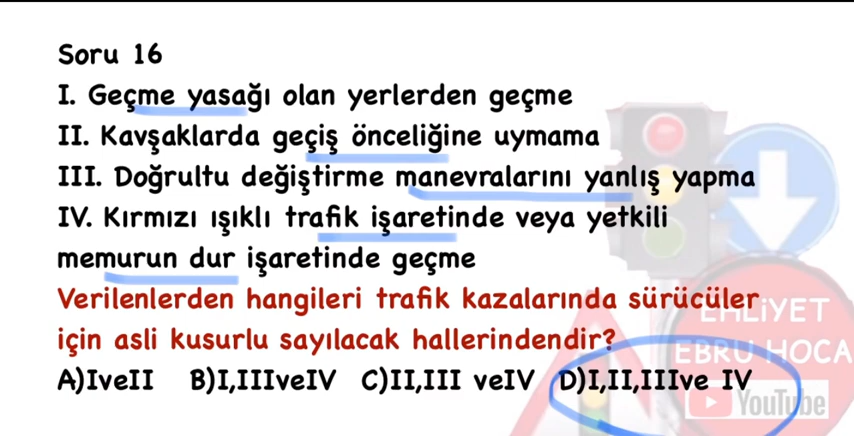 Soru 16
I. Geçme yasağı olan yerlerden geçme
II. Kavşaklarda geçiş önceliğine uymama
III. Doğrultu değiştirme manevralarını yanlış yapma
IV. Kırmızı ışıklı trafik işaretinde veya yetkili
memurun dur işaretinde geçme
Verilenlerden hangileri trafik kazalarında sürücüler
için asli kusurlu sayılacak hallerindendir?
A)IveII B)I,IIIveIV C)II,III veIV D)I,II,IIIve IV
EHLİYET
EBRU HOCA
YouTube